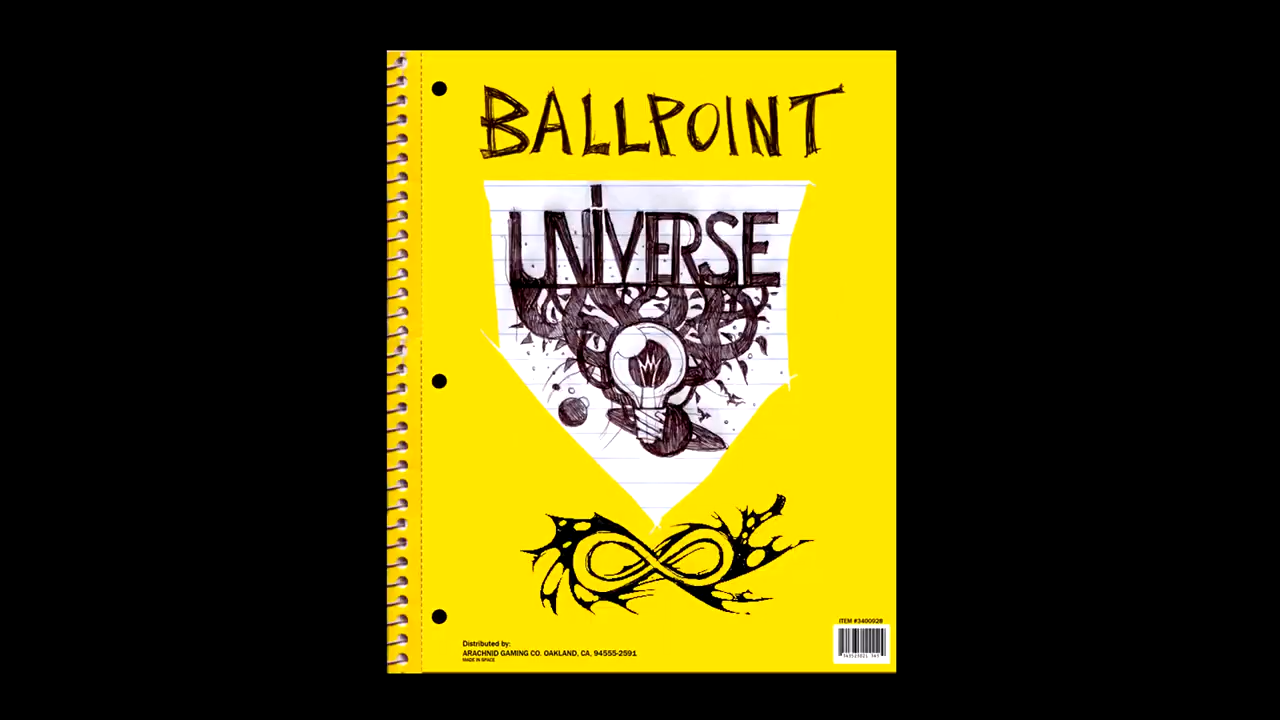 BALLPOINT
UNiVERSE
ITEM #3400928
Distributed by:
ARACHNID GAMING CO. OAKLAND, CA, 94555-2591
MADE IN SPACE